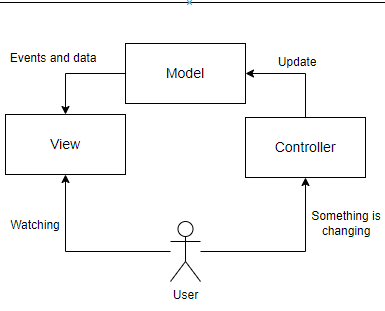 Events and data
Model
Update
View
Controller
Watching
Something is
changing
User